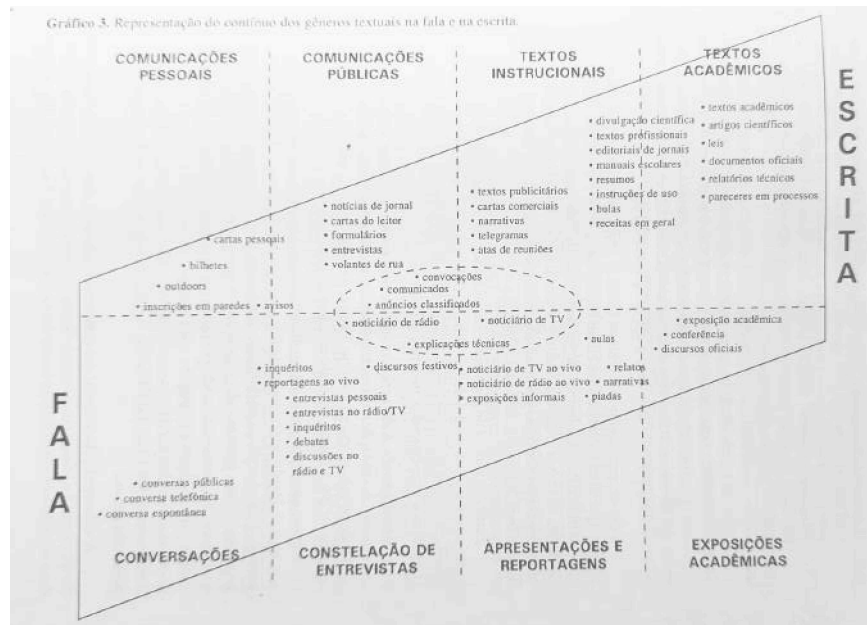 Gráfico 3. Representação do contínuo dos gêneros textuais na fala e na escrita.
COMUNICAÇÕES
PESSOAIS
COMUNICAÇÕES
PÚBLICAS
TEXTOS
INSTRUCIONAIS
TEXTOS
ACADÊMICOS
ESCRITA
• cartas pessoais
• bilhetes
• outdoors
• inscrições em paredes • avisos
• notícias de jornal
• cartas do leitor
• formulários
• entrevistas
• volantes de rua
• convocações
• comunicados
• anúncios classificados
• textos publicitários
• cartas comerciais
• narrativas
• telegramas
• atas de reuniões
• divulgação científica
• textos profissionais
• editoriais de jornais
• manuais escolares
• resumos
• instruções de uso
• bulas
• receitas em geral
• textos acadêmicos
• artigos científicos
• leis
• documentos oficiais
• relatórios técnicos
• pareceres em processos
FALA
• noticiário de rádio
• noticiário de TV
• explicações técnicas
• conversas públicas
• conversa telefônica
• conversa espontânea
• inquéritos
• reportagens ao vivo
• entrevistas pessoais
• entrevistas no rádio/TV
• inquéritos
• debates
• discussões no
rádio e TV
• discursos festivos
• noticiário de TV ao vivo
• noticiário de rádio ao vivo
• exposições informais
• aulas
• relatos
• narrativas
• piadas
• exposição acadêmica
• conferência
• discursos oficiais
CONVERSAÇÕES
CONSTELAÇÃO DE
ENTREVISTAS
APRESENTAÇÕES E
REPORTAGENS
EXPOSIÇÕES
ACADÊMICAS